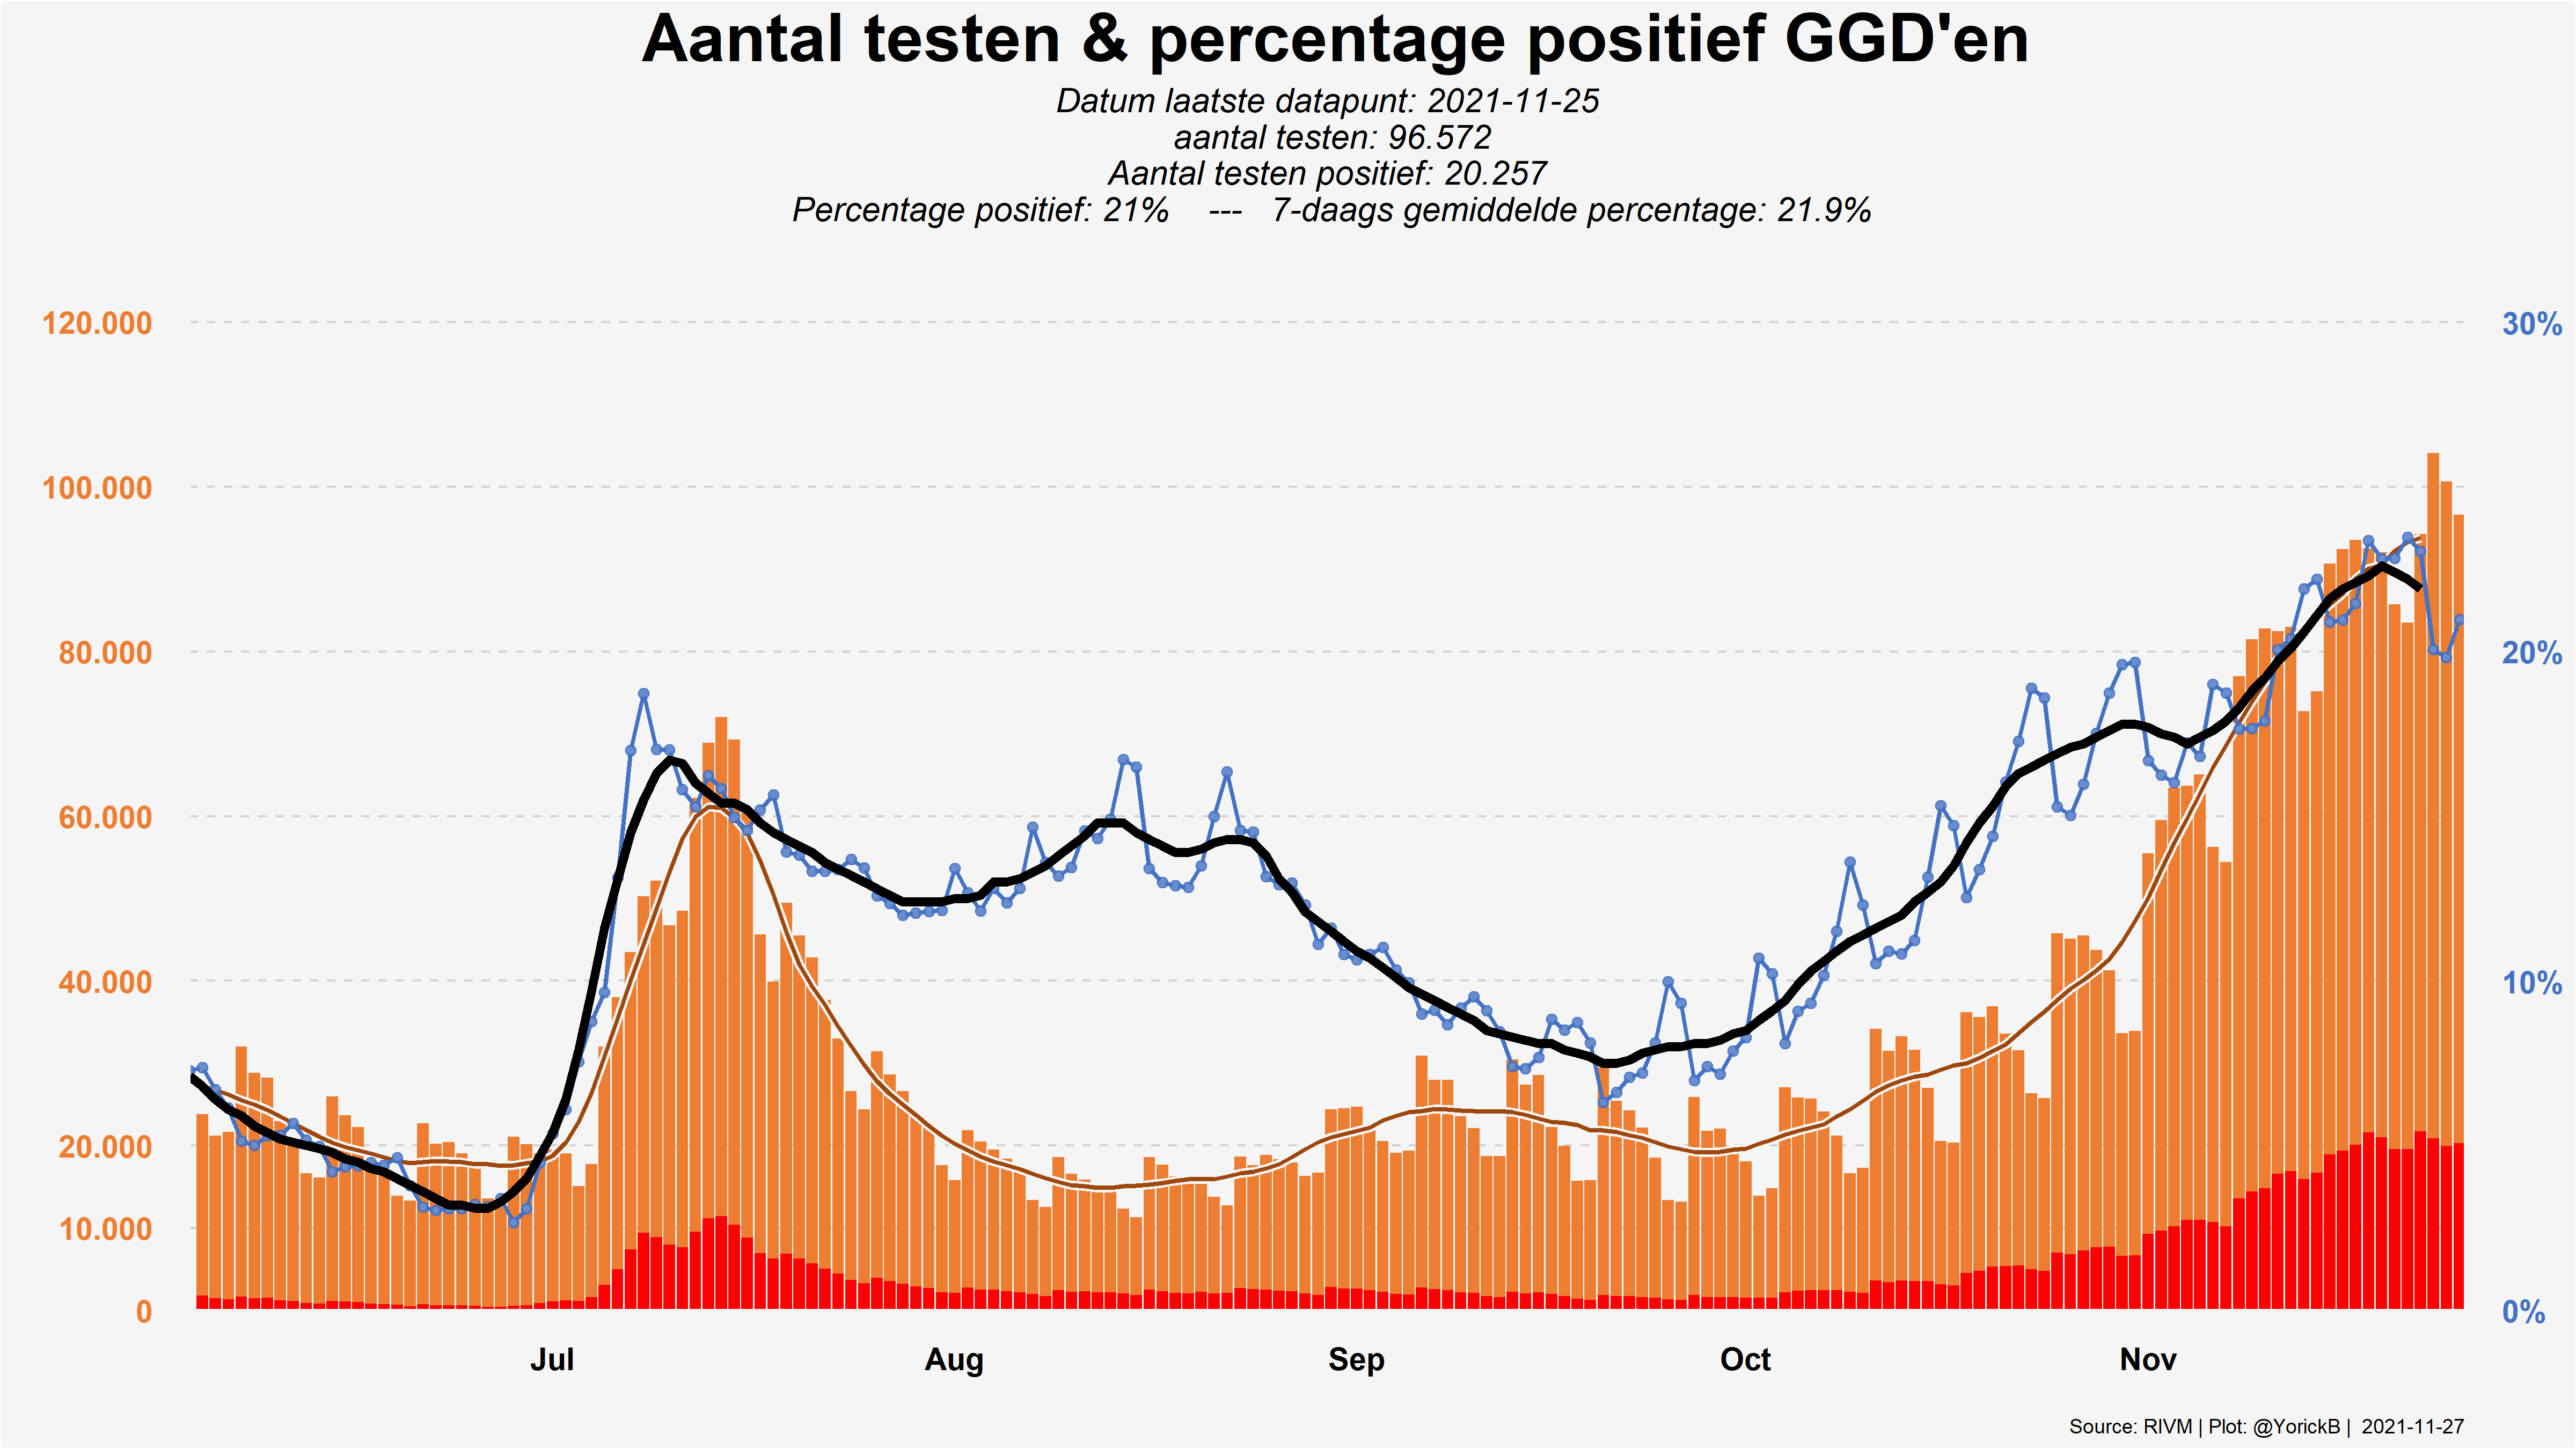 Aantal testen & percentage positief GGD'en
Datum laatste datapunt: 2021-11-25
aantal testen: 96.572
Aantal testen positief: 20.257
Percentage positief: 21% --- 7-daags gemiddelde percentage: 21.9%
120.000
30%
100.000
80.000
20%
60.000
40.000
10%
20.000
10.000
0
0%
Jul
Aug
Sep
Oct
Nov
Source: RIVM | Plot: @YorickB | 2021-11-27